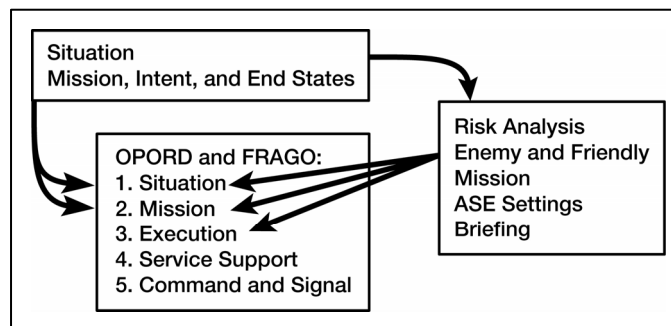 Situation
Mission, Intent, and End States
Risk Analysis
Enemy and Friendly
Mission
ASE Settings
Briefing
OPORD and FRAGO:
1. Situation
2. Mission
3. Execution
4. Service Support
5. Command and Signal